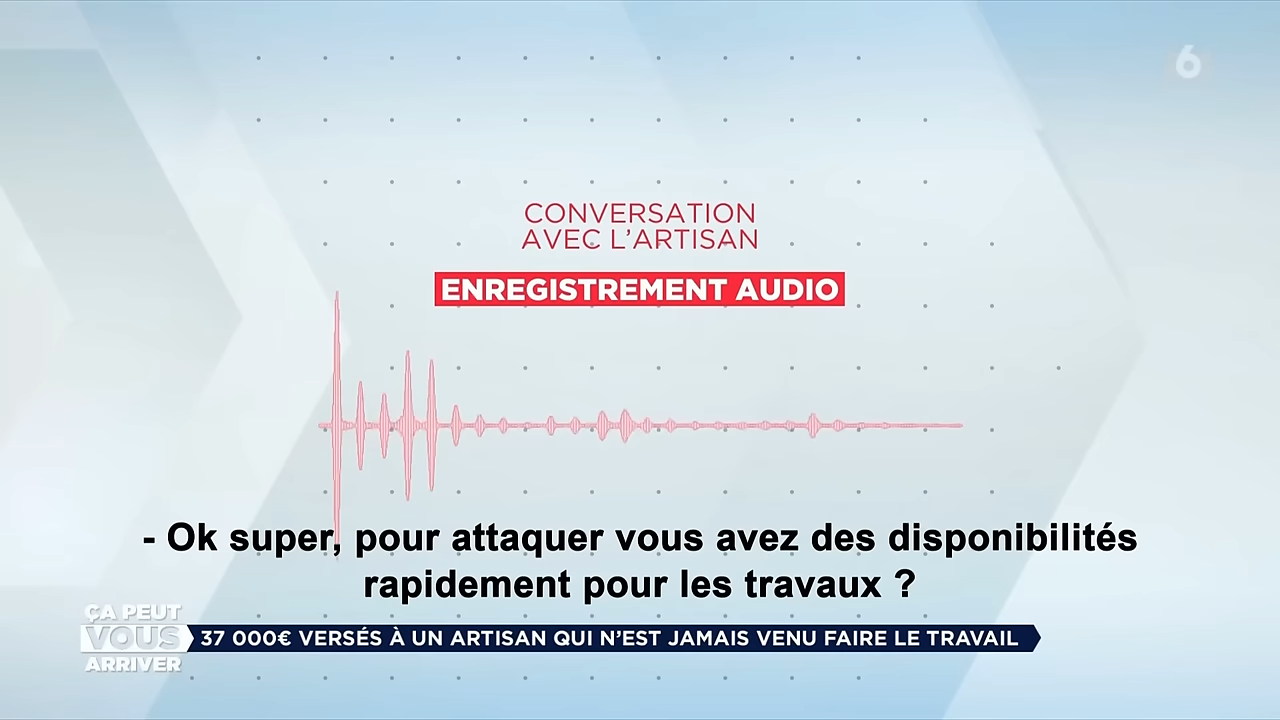 6
CONVERSATION
AVEC L'ARTISAN
ENREGISTREMENT AUDIO
- Ok super, pour attaquer vous avez des disponibilités
rapidement pour les travaux ?
ÇA PEUT
VOUS
ARRIVER
37 000€ VERSÉS À UN ARTISAN QUI N'EST JAMAIS VENU FAIRE LE TRAVAIL